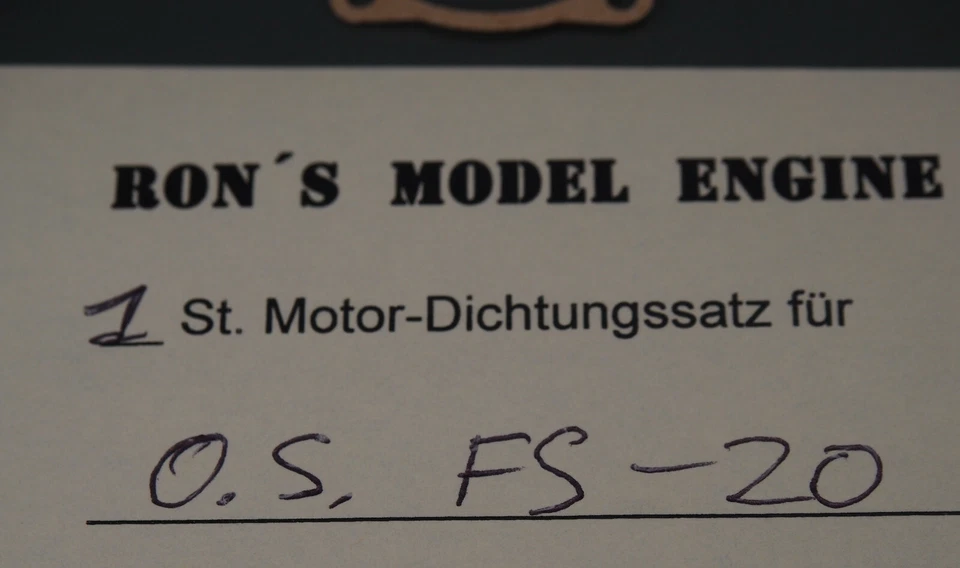 RON´S MODEL ENGINE
1 St. Motor-Dichtungssatz für
O.S. FS-20